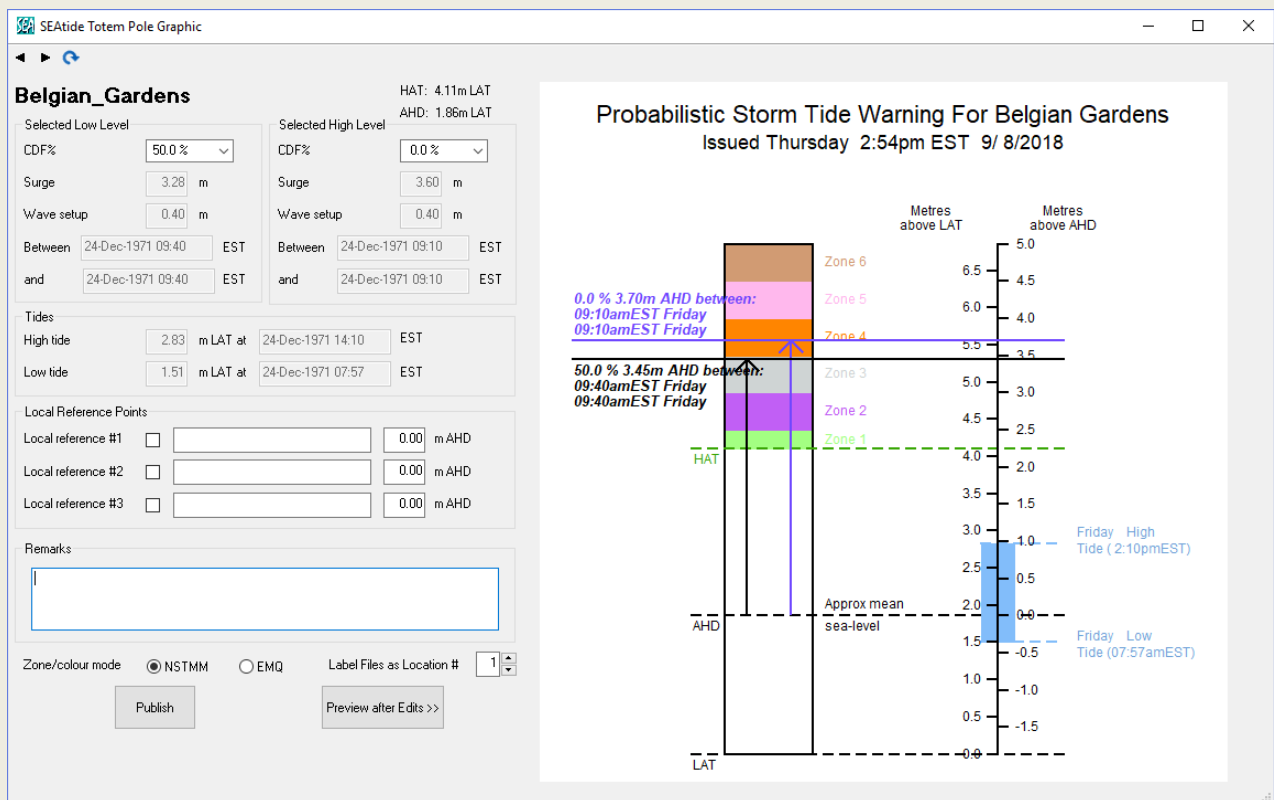 SEAtide Totem Pole Graphic
Belgian_Gardens
HAT: 4.11m LAT
AHD: 1.86m LAT
Selected Low Level
CDF% 50.0 %
Surge 3.28 m
Wave setup 0.40 m
Between 24-Dec-1971 09:40 EST
and 24-Dec-1971 09:40 EST
Selected High Level
CDF% 0.0 %
Surge 3.60 m
Wave setup 0.40 m
Between 24-Dec-1971 09:10 EST
and 24-Dec-1971 09:10 EST
Tides
High tide 2.83 m LAT at 24-Dec-1971 14:10 EST
Low tide 1.51 m LAT at 24-Dec-1971 07:57 EST
Local Reference Points
Local reference #1 0.00 m AHD
Local reference #2 0.00 m AHD
Local reference #3 0.00 m AHD
Remarks
Zone/colour mode NSTMM EMQ Label Files as Location # 1
Publish
Preview after Edits >>
Probabilistic Storm Tide Warning For Belgian Gardens
Issued Thursday 2:54pm EST 9/ 8/2018
Metres
above LAT
Metres
above AHD
Zone 6
Zone 5
Zone 4
Zone 3
Zone 2
Zone 1
0.0 % 3.70m AHD between:
09:10amEST Friday
09:10amEST Friday
50.0 % 3.45m AHD between:
09:40amEST Friday
09:40amEST Friday
HAT
AHD
LAT
Approx mean
sea-level
6.5
6.0
5.5
5.0
4.5
4.0
3.5
3.0
2.5
2.0
1.5
1.0
0.5
0.0
5.0
4.5
4.0
3.5
3.0
2.5
2.0
1.5
1.0
0.5
0.0
-0.5
-1.0
-1.5
Friday High
Tide ( 2:10pmEST)
Friday Low
Tide (07:57amEST)